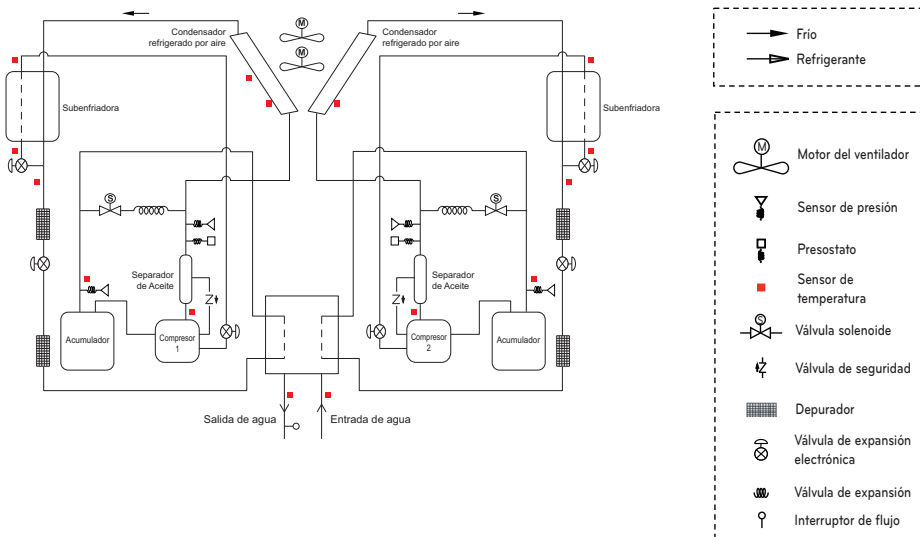 Condensador
refrigerado por aire
M
M
Condensador
refrigerado por aire
Subenfriadora
Subenfriadora
S
S
Separador
de Aceite
Separador
de Aceite
Z
Z
Acumulador
Compresor
1
Compresor
2
Acumulador
Salida de agua
Entrada de agua
Frío
Refrigerante
M
Motor del ventilador
Sensor de presión
Presostato
Sensor de
temperatura
S
Válvula solenoide
Z
Válvula de seguridad
Depurador
Válvula de expansión
electrónica
Válvula de expansión
Interruptor de flujo